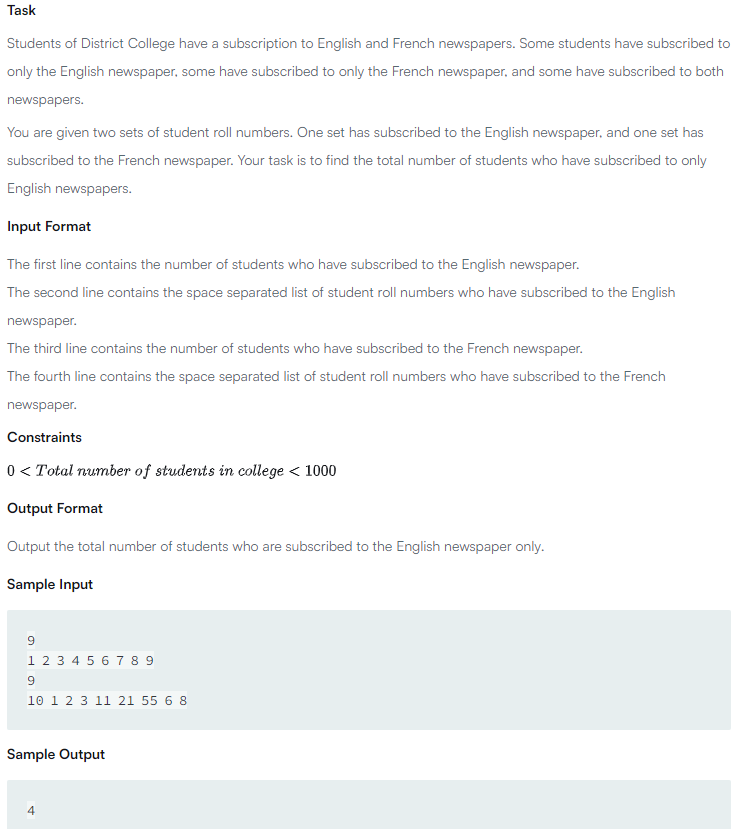 Task
Students of District College have a subscription to English and French newspapers. Some students have subscribed to
only the English newspaper, some have subscribed to only the French newspaper, and some have subscribed to both
newspapers.
You are given two sets of student roll numbers. One set has subscribed to the English newspaper, and one set has
subscribed to the French newspaper. Your task is to find the total number of students who have subscribed to only
English newspapers.
Input Format
The first line contains the number of students who have subscribed to the English newspaper.
The second line contains the space separated list of student roll numbers who have subscribed to the English
newspaper.
The third line contains the number of students who have subscribed to the French newspaper.
The fourth line contains the space separated list of student roll numbers who have subscribed to the French
newspaper.
Constraints
0 < Total number of students in college < 1000
Output Format
Output the total number of students who are subscribed to the English newspaper only.
Sample Input
9
1 2 3 4 5 6 7 8 9
9
10 1 2 3 11 21 55 6 8
Sample Output
4